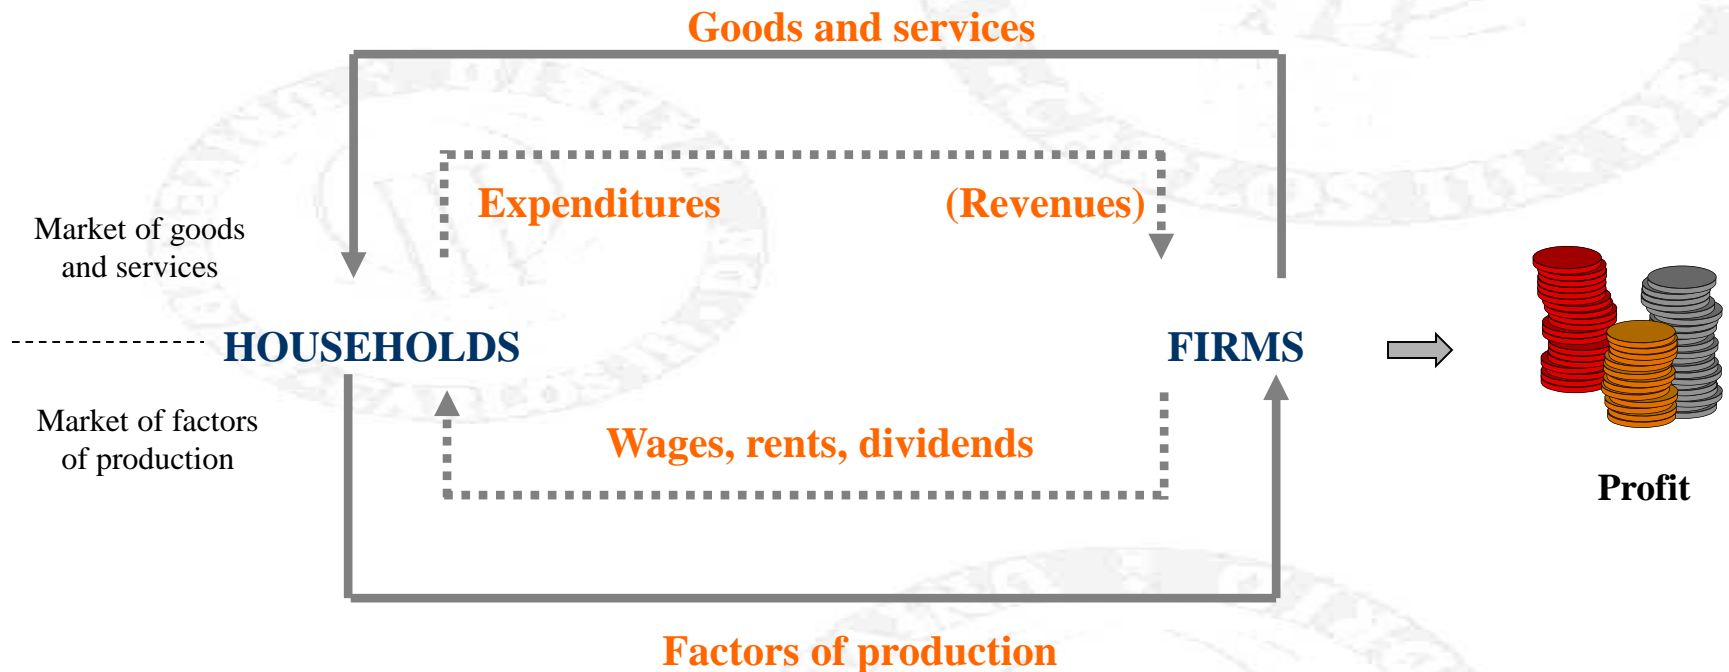 Goods and services
Expenditures
(Revenues)
Market of goods
and services
HOUSEHOLDS
FIRMS
Market of factors
of production
Wages, rents, dividends
Profit
Factors of production